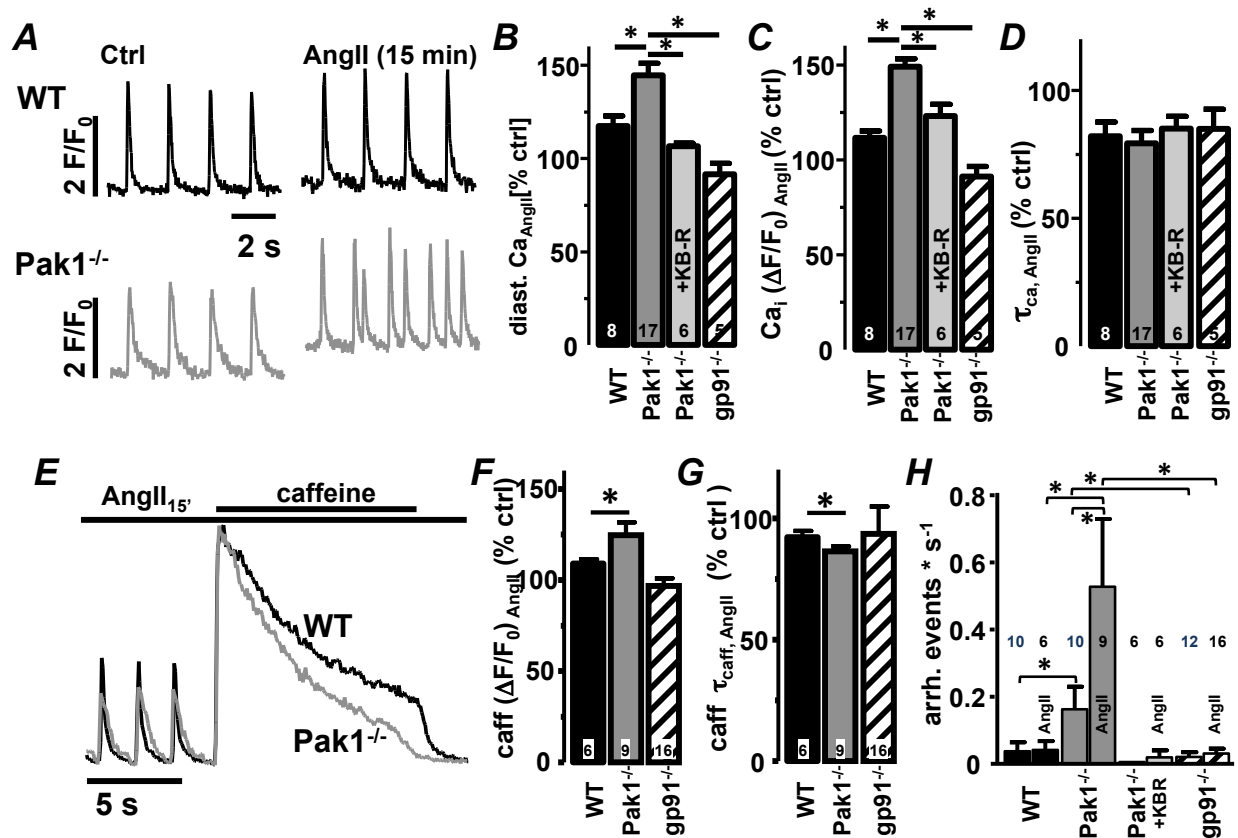 A
Ctrl
AngII (15 min)
WT
2 F/F0
2 s
Pak1-/-
2 F/F0
B
diast. CaAngII[% ctrl]
150
100
50
0
* * *
8 17 6 5
+KB-R
WT
Pak1-/-
Pak1-/-
gp91-/-
C
Cai (ΔF/F0) AngII (% ctrl)
150
100
50
0
* * *
8 17 6 5
+KB-R
WT
Pak1-/-
Pak1-/-
gp91-/-
D
τca, AngII (% ctrl)
100
50
0
8 17 6 5
+KB-R
WT
Pak1-/-
Pak1-/-
gp91-/-
E
AngII15'
caffeine
WT
Pak1-/-
5 s
F
caff (ΔF/F0) AngII (% ctrl)
150
100
50
0
*
6 9 16
WT
Pak1-/-
gp91-/-
G
caff τcaff, AngII (% ctrl )
100
50
0
*
6 9 16
WT
Pak1-/-
gp91-/-
H
arrh. events * s-1
0.8
0.6
0.4
0.2
0
* * * * *
10 6 10 9 6 6 12 16
AngII AngII AngII AngII
WT
Pak1-/-
Pak1-/-
+KBR
gp91-/-